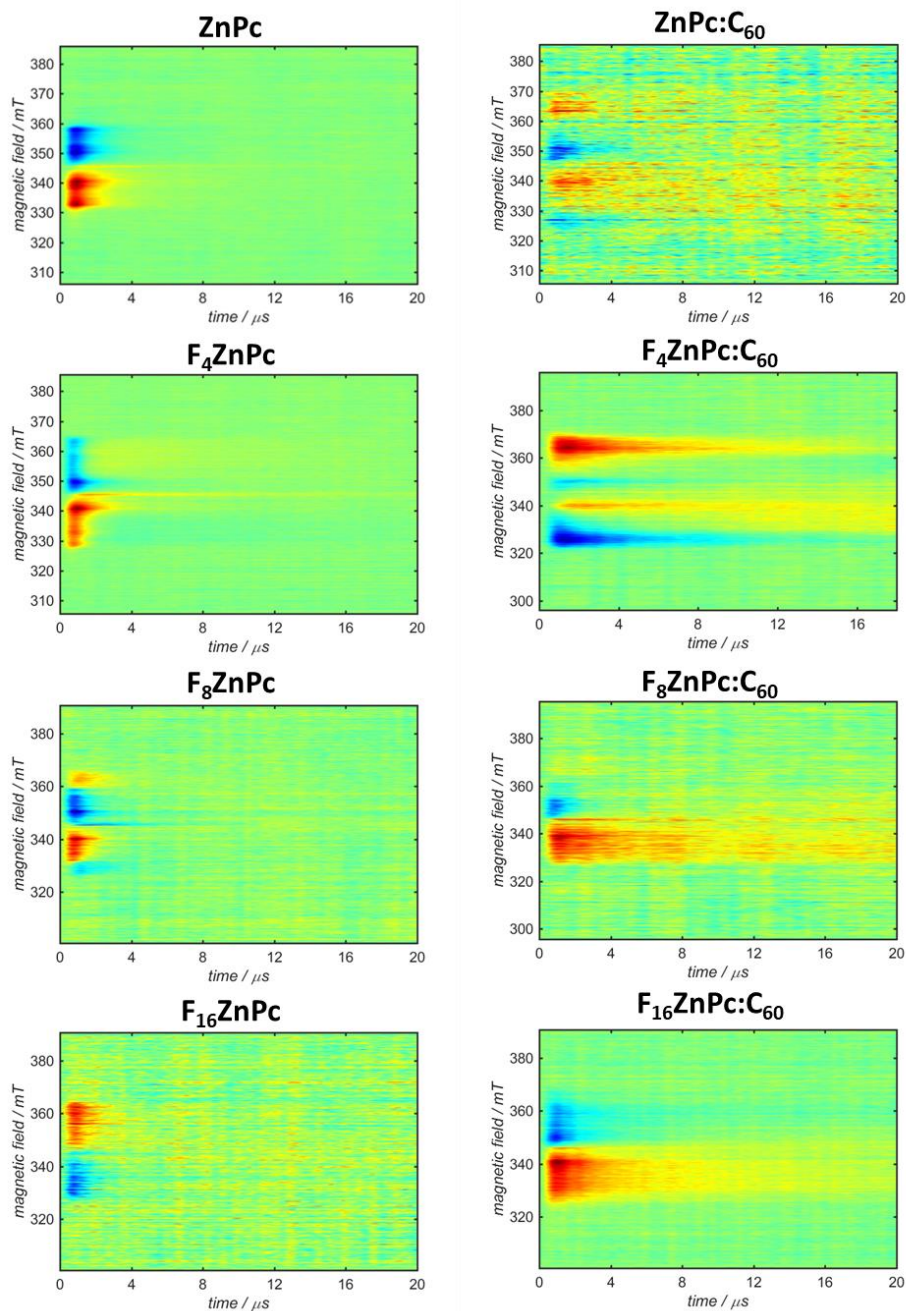 ZnPc
380
370
360
350
340
330
320
310
magnetic field / mT
0 4 8 12 16 20
time / μs
ZnPc:C60
380
370
360
350
340
330
320
310
magnetic field / mT
0 4 8 12 16 20
time / μs
F4ZnPc
380
370
360
350
340
330
320
310
magnetic field / mT
0 4 8 12 16 20
time / μs
F4ZnPc:C60
380
360
340
320
300
magnetic field / mT
0 4 8 12 16
time / μs
F8ZnPc
380
360
340
320
magnetic field / mT
0 4 8 12 16 20
time / μs
F8ZnPc:C60
380
360
340
320
300
magnetic field / mT
0 4 8 12 16 20
time / μs
F16ZnPc
380
360
340
320
magnetic field / mT
0 4 8 12 16 20
time / μs
F16ZnPc:C60
380
360
340
320
magnetic field / mT
0 4 8 12 16 20
time / μs